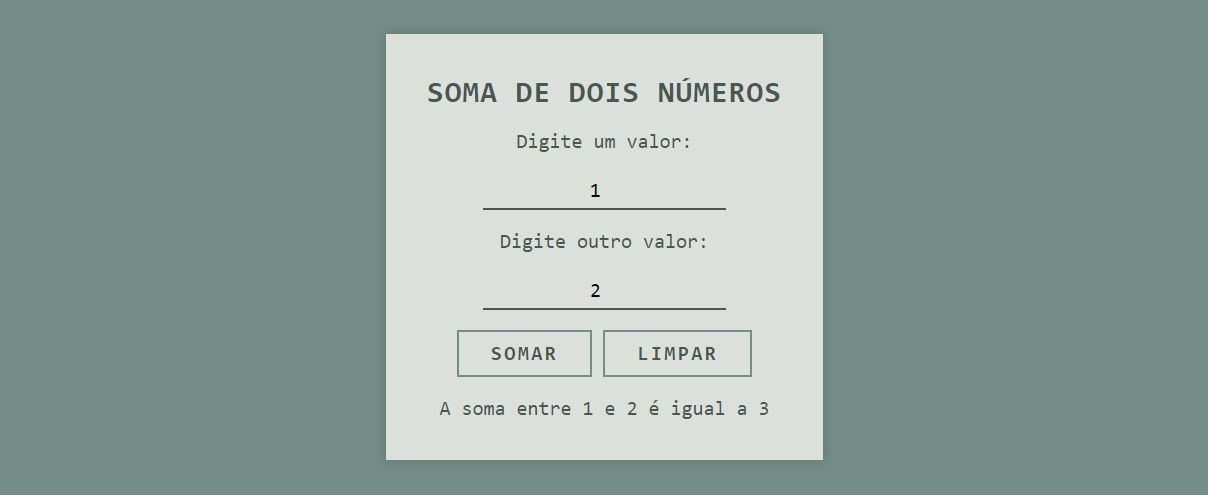 SOMA DE DOIS NÚMEROS
Digite um valor:
1
Digite outro valor:
2
SOMAR LIMPAR
A soma entre 1 e 2 é igual a 3